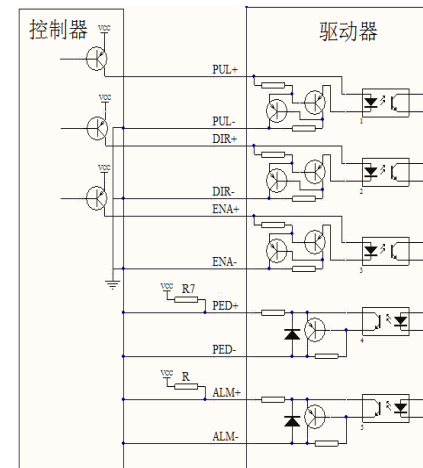 控制器
驱动器
VCC
PUL+
PUL-
1
VCC
DIR+
DIR-
2
VCC
ENA+
ENA-
3
VCC
R7
PED+
PED-
4
VCC
R
ALM+
ALM-
5